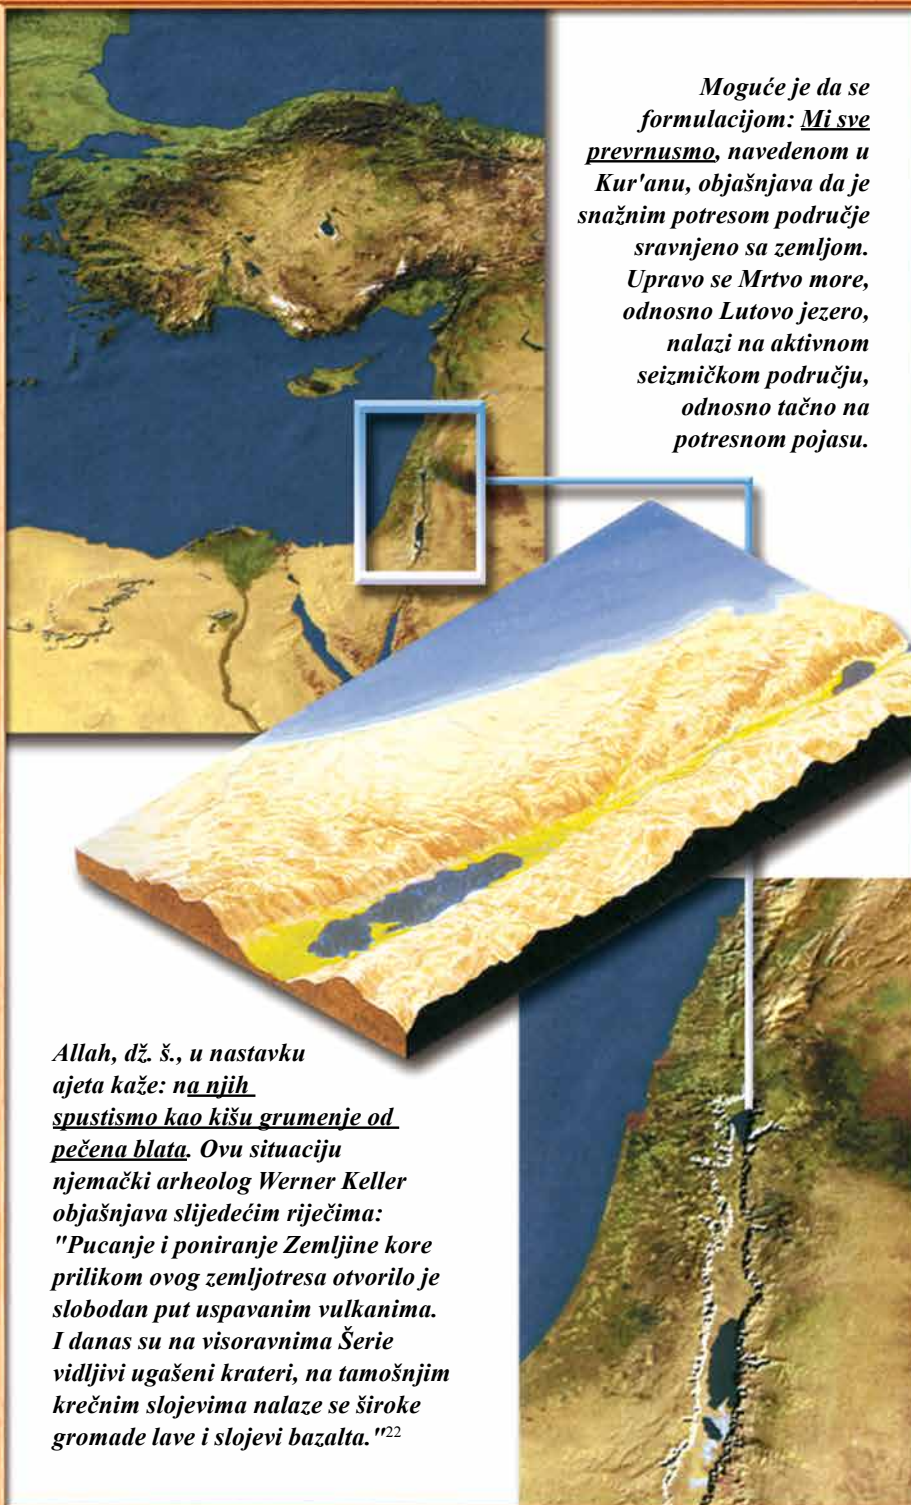 Moguće je da se
formulacijom: Mi sve
prevrnusmo, navedenom u
Kur'anu, objašnjava da je
snažnim potresom područje
sravnjeno sa zemljom.
Upravo se Mrtvo more,
odnosno Lutovo jezero,
nalazi na aktivnom
seizmičkom području,
odnosno tačno na
potresnom pojasu.
Allah, dž. š., u nastavku
ajeta kaže: na njih
spustismo kao kišu grumenje od
pečena blata. Ovu situaciju
njemački arheolog Werner Keller
objašnjava slijedećim riječima:
"Pucanje i poniranje Zemljine kore
prilikom ovog zemljotresa otvorilo je
slobodan put uspavanim vulkanima.
I danas su na visoravnima Šerie
vidljivi ugašeni krateri, na tamošnjim
krečnim slojevima nalaze se široke
gromade lave i slojevi bazalta."22